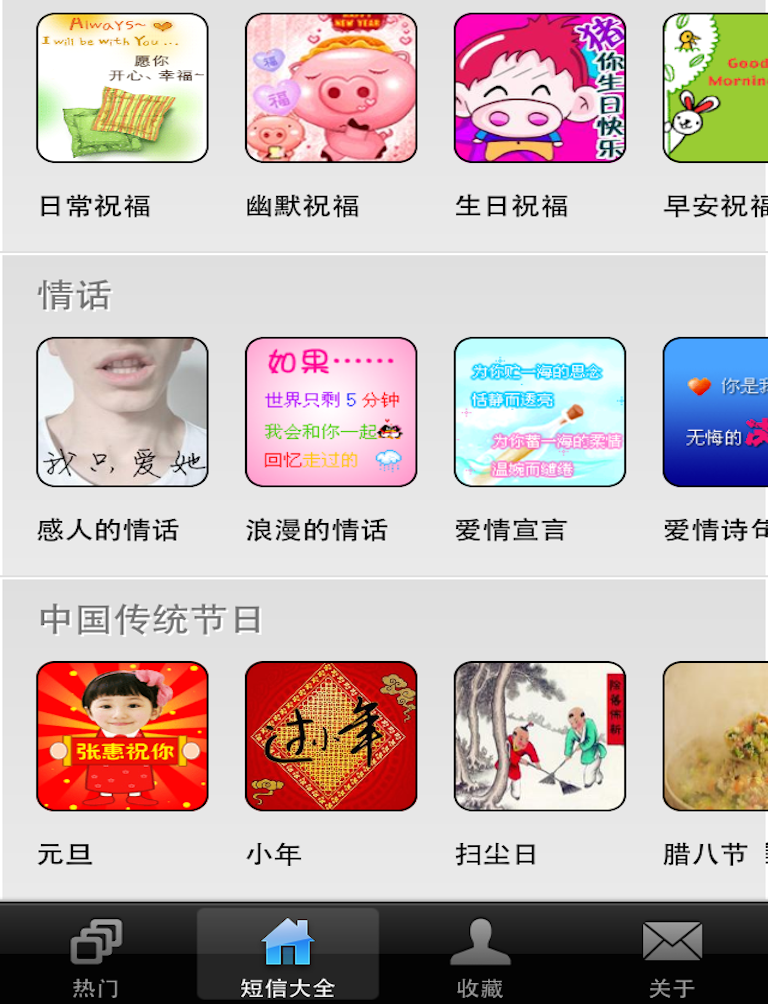 Always~
I will be with You ...
愿你
开心、幸福~
NEW YEAR
福
福
猪
你生日快乐
Good
Mornin
日常祝福
幽默祝福
生日祝福
早安祝福
情话
我只,爱她
如果……
世界只剩5分钟
我会和你一起
回忆走过的
为你贮一海的思念
恬静而透亮
为你蓄一海的柔情
温婉而缱绻
你是我
无悔的
感人的情话
浪漫的情话
爱情宣言
爱情诗句
中国传统节日
张惠祝你
过小年
元旦
小年
扫尘日
腊八节
热门
短信大全
收藏
关于